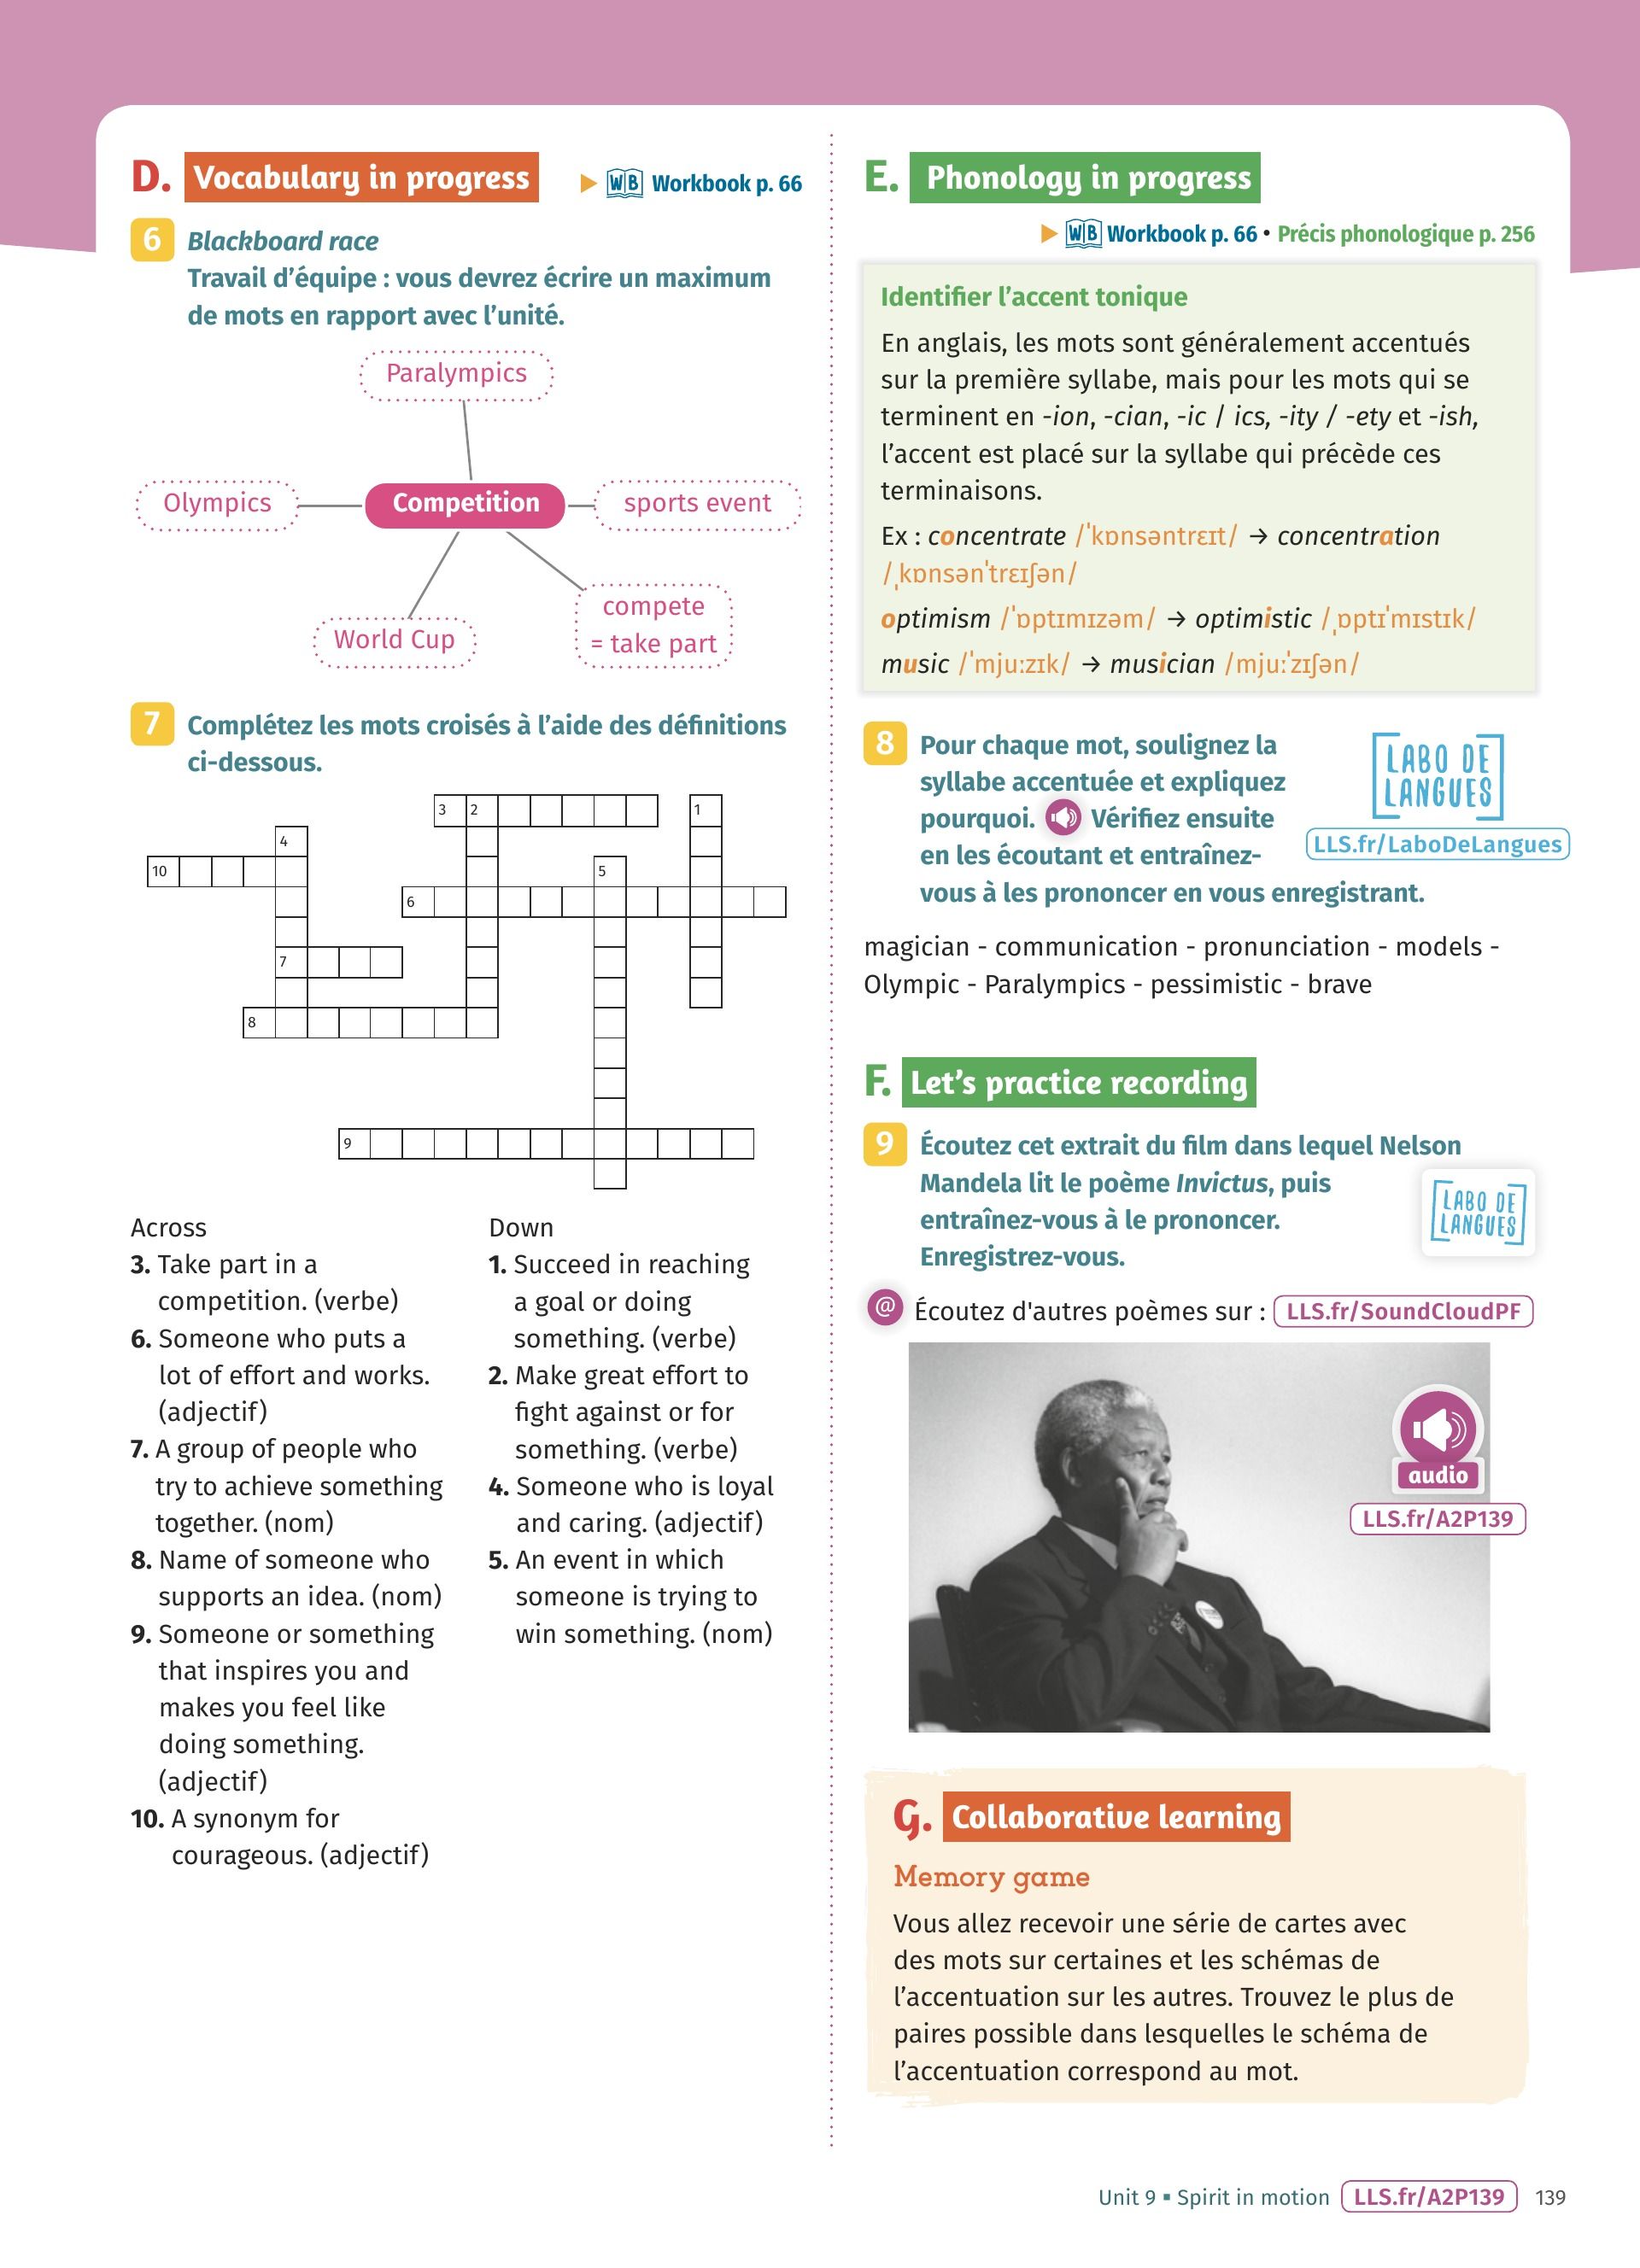 D. Vocabulary in progress
WB Workbook p. 66
6 Blackboard race
Travail d'équipe : vous devrez écrire un maximum
de mots en rapport avec l'unité.
Paralympics
Olympics
Competition
sports event
World Cup
compete
= take part
7 Complétez les mots croisés à l'aide des définitions
ci-dessous.
3 2 1
4
10 5
6
7
8
9
Across
3. Take part in a
competition. (verbe)
6. Someone who puts a
lot of effort and works.
(adjectif)
7. A group of people who
try to achieve something
together. (nom)
8. Name of someone who
supports an idea. (nom)
9. Someone or something
that inspires you and
makes you feel like
doing something.
(adjectif)
10. A synonym for
courageous. (adjectif)
Down
1. Succeed in reaching
a goal or doing
something. (verbe)
2. Make great effort to
fight against or for
something. (verbe)
4. Someone who is loyal
and caring. (adjectif)
5. An event in which
someone is trying to
win something. (nom)
E. Phonology in progress
WB Workbook p. 66 • Précis phonologique p. 256
Identifier l'accent tonique
En anglais, les mots sont généralement accentués
sur la première syllabe, mais pour les mots qui se
terminent en -ion, -cian, -ic / ics, -ity / -ety et -ish,
l'accent est placé sur la syllabe qui précède ces
terminaisons.
Ex : concentrate /ˈkɒnsəntrɛɪt/ → concentration
/ˌkɒnsənˈtrɛɪʃən/
optimism /ˈɒptɪmɪzəm/ → optimistic /ˌɒptɪˈmɪstɪk/
music /ˈmjuːzɪk/ → musician /mjuːˈzɪʃən/
8 Pour chaque mot, soulignez la
syllabe accentuée et expliquez
pourquoi. Vérifiez ensuite
en les écoutant et entraînez-
vous à les prononcer en vous enregistrant.
LABO DE
LANGUES
LLS.fr/LaboDeLangues
magician - communication - pronunciation - models -
Olympic - Paralympics - pessimistic - brave
F. Let's practice recording
9 Écoutez cet extrait du film dans lequel Nelson
Mandela lit le poème Invictus, puis
entraînez-vous à le prononcer.
Enregistrez-vous.
LABO DE
LANGUES
@ Écoutez d'autres poèmes sur : LLS.fr/SoundCloudPF
audio
LLS.fr/A2P139
G. Collaborative learning
Memory game
Vous allez recevoir une série de cartes avec
des mots sur certaines et les schémas de
l'accentuation sur les autres. Trouvez le plus de
paires possible dans lesquelles le schéma de
l'accentuation correspond au mot.
Unit 9 ▪ Spirit in motion LLS.fr/A2P139 139